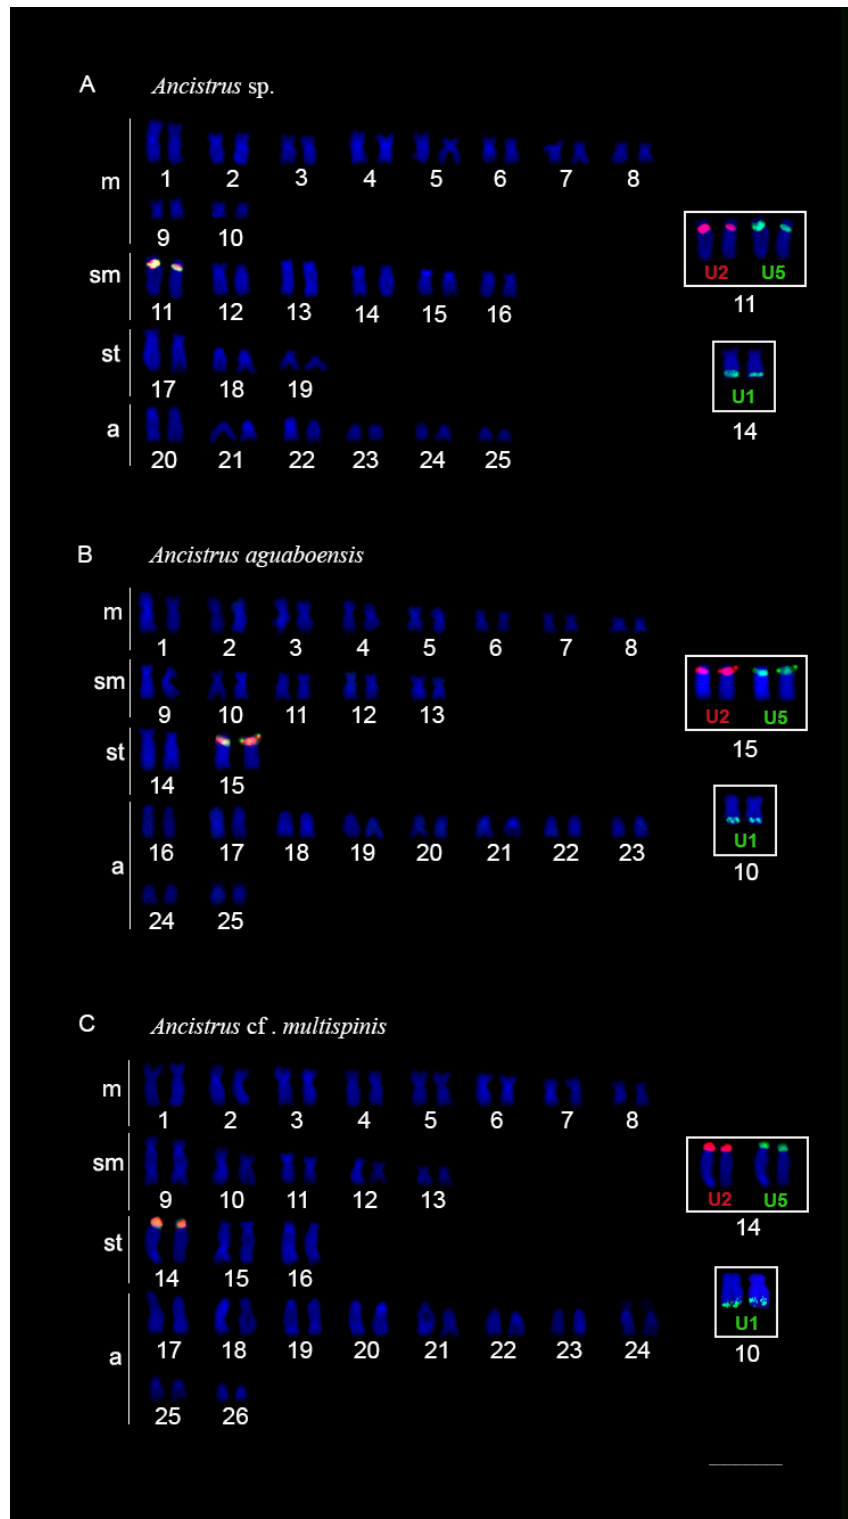 A Ancistrus sp.
m
1 2 3 4 5 6 7 8
9 10
sm
11 12 13 14 15 16
st
17 18 19
a
20 21 22 23 24 25
U2 U5
11
U1
14
B Ancistrus aguaboensis
m
1 2 3 4 5 6 7 8
sm
9 10 11 12 13
st
14 15
a
16 17 18 19 20 21 22 23
24 25
U2 U5
15
U1
10
C Ancistrus cf . multispinis
m
1 2 3 4 5 6 7 8
sm
9 10 11 12 13
st
14 15 16
a
17 18 19 20 21 22 23 24
25 26
U2 U5
14
U1
10